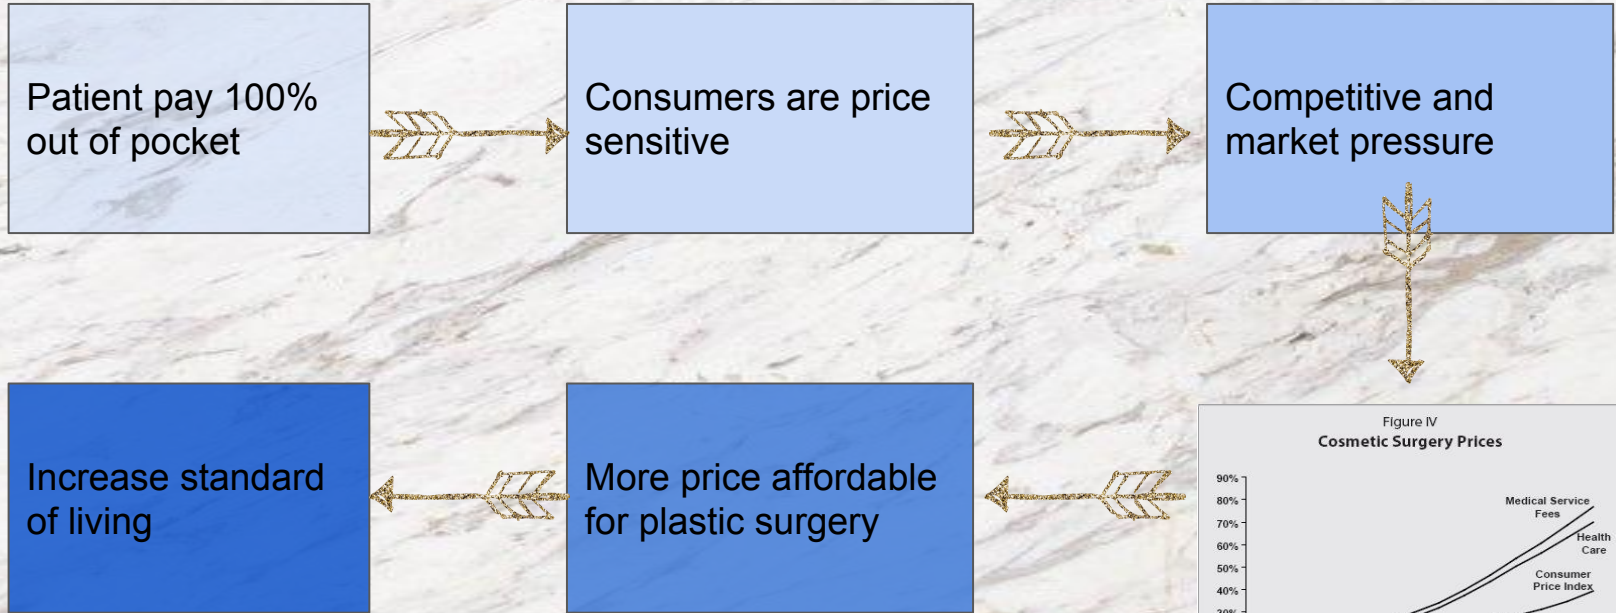 Patient pay 100%
out of pocket
Consumers are price
sensitive
Competitive and
market pressure
Increase standard
of living
More price affordable
for plastic surgery
Figure IV
Cosmetic Surgery Prices
90%
80%
70%
60%
50%
40%
30%
Medical Service
Fees
Health
Care
Consumer
Price Index